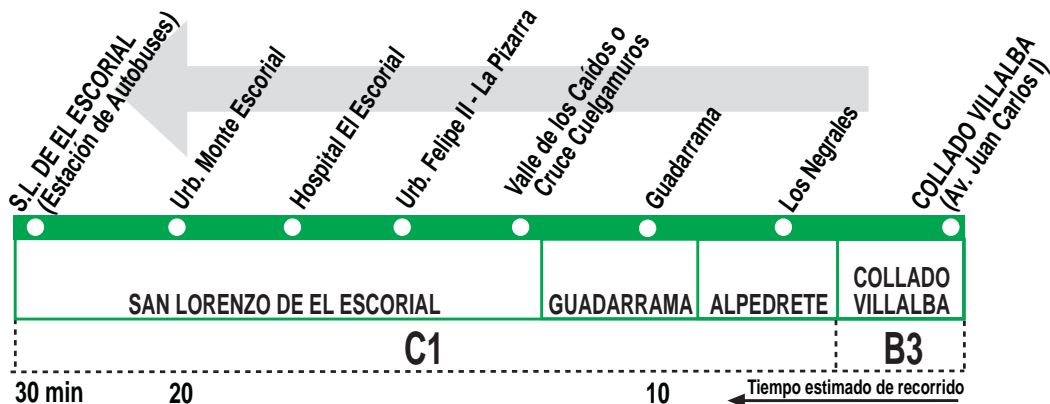 S.L. DE EL ESCORIAL
(Estación de Autobuses)
Urb. Monte Escorial
Hospital El Escorial
Urb. Felipe II - La Pizarra
Valle de los Caídos o
Cruce Cuelgamuros
Guadarrama
Los Negrales
COLLADO VILLALBA
(Av. Juan Carlos I)
SAN LORENZO DE EL ESCORIAL
GUADARRAMA
ALPEDRETE
COLLADO
VILLALBA
C1
B3
30 min
20
10
Tiempo estimado de recorrido